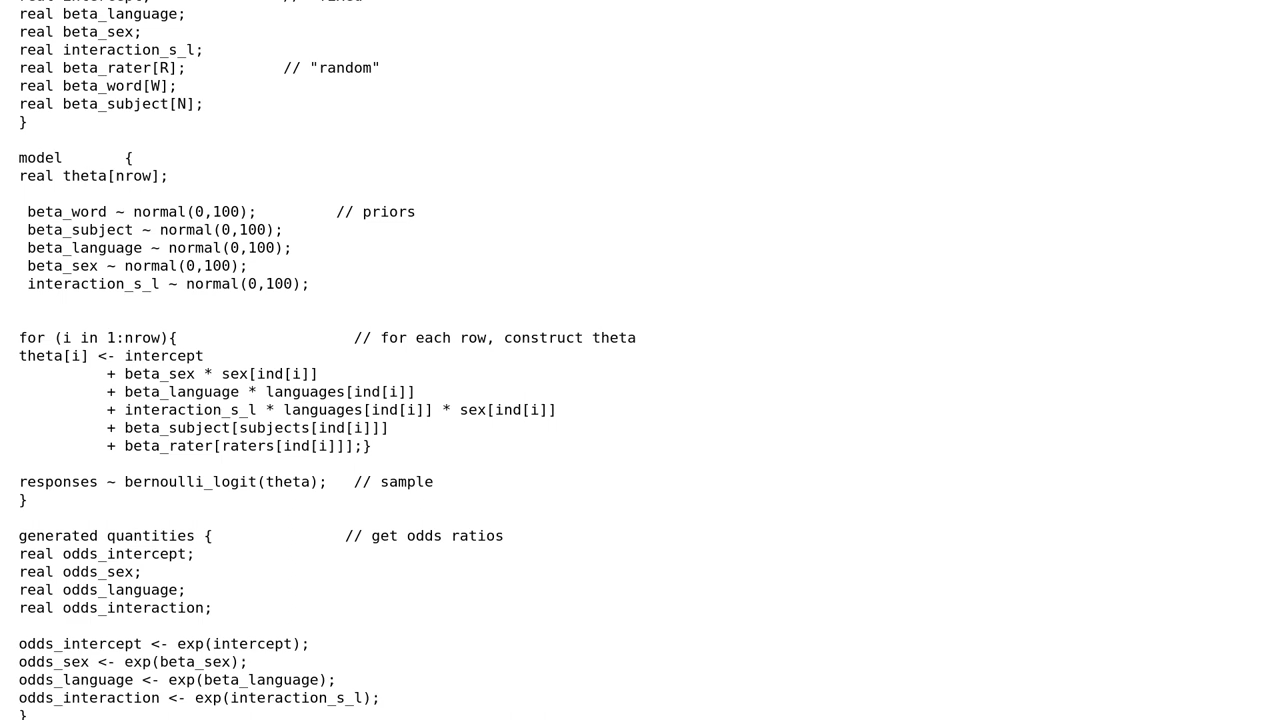 real beta_language;
real beta_sex;
real interaction_s_l;
real beta_rater[R];           // "random"
real beta_word[W];
real beta_subject[N];
}

model       {
real theta[nrow];

 beta_word ~ normal(0,100);         // priors
 beta_subject ~ normal(0,100);
 beta_language ~ normal(0,100);
 beta_sex ~ normal(0,100);
 interaction_s_l ~ normal(0,100);


for (i in 1:nrow){                    // for each row, construct theta
theta[i] <- intercept
          + beta_sex * sex[ind[i]]
          + beta_language * languages[ind[i]]
          + interaction_s_l * languages[ind[i]] * sex[ind[i]]
          + beta_subject[subjects[ind[i]]]
          + beta_rater[raters[ind[i]]];}

responses ~ bernoulli_logit(theta);   // sample
}

generated quantities {               // get odds ratios
real odds_intercept;
real odds_sex;
real odds_language;
real odds_interaction;

odds_intercept <- exp(intercept);
odds_sex <- exp(beta_sex);
odds_language <- exp(beta_language);
odds_interaction <- exp(interaction_s_l);
}